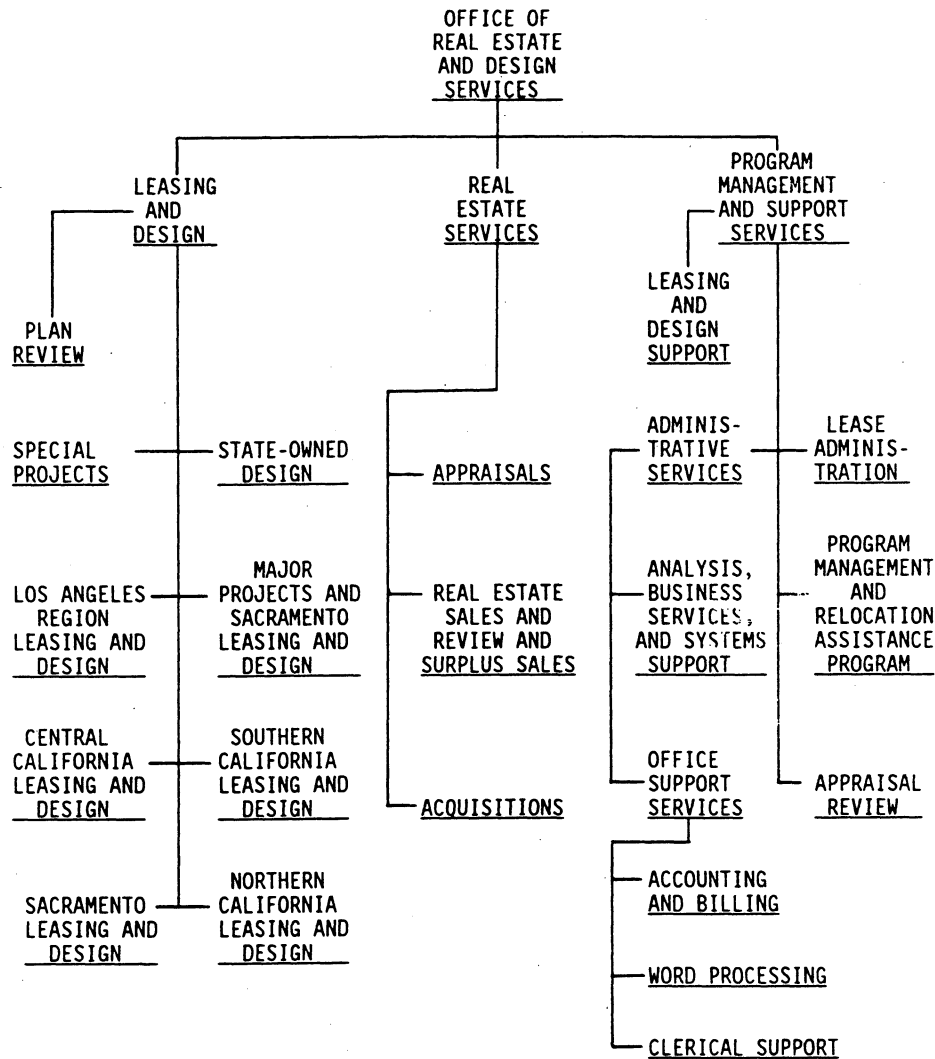 OFFICE OF
REAL ESTATE
AND DESIGN
SERVICES
LEASING
AND
DESIGN
REAL
ESTATE
SERVICES
PROGRAM
MANAGEMENT
AND SUPPORT
SERVICES
PLAN
REVIEW
LEASING
AND
DESIGN
SUPPORT
SPECIAL
PROJECTS
STATE-OWNED
DESIGN
LOS ANGELES
REGION
LEASING AND
DESIGN
MAJOR
PROJECTS AND
SACRAMENTO
LEASING AND
DESIGN
CENTRAL
CALIFORNIA
LEASING AND
DESIGN
SOUTHERN
CALIFORNIA
LEASING AND
DESIGN
SACRAMENTO
LEASING AND
DESIGN
NORTHERN
CALIFORNIA
LEASING AND
DESIGN
APPRAISALS
REAL ESTATE
SALES AND
REVIEW AND
SURPLUS SALES
ACQUISITIONS
ADMINIS-
TRATIVE
SERVICES
LEASE
ADMINIS-
TRATION
ANALYSIS,
BUSINESS
SERVICES,
AND SYSTEMS
SUPPORT
PROGRAM
MANAGEMENT
AND
RELOCATION
ASSISTANCE
PROGRAM
OFFICE
SUPPORT
SERVICES
APPRAISAL
REVIEW
ACCOUNTING
AND BILLING
WORD PROCESSING
CLERICAL SUPPORT